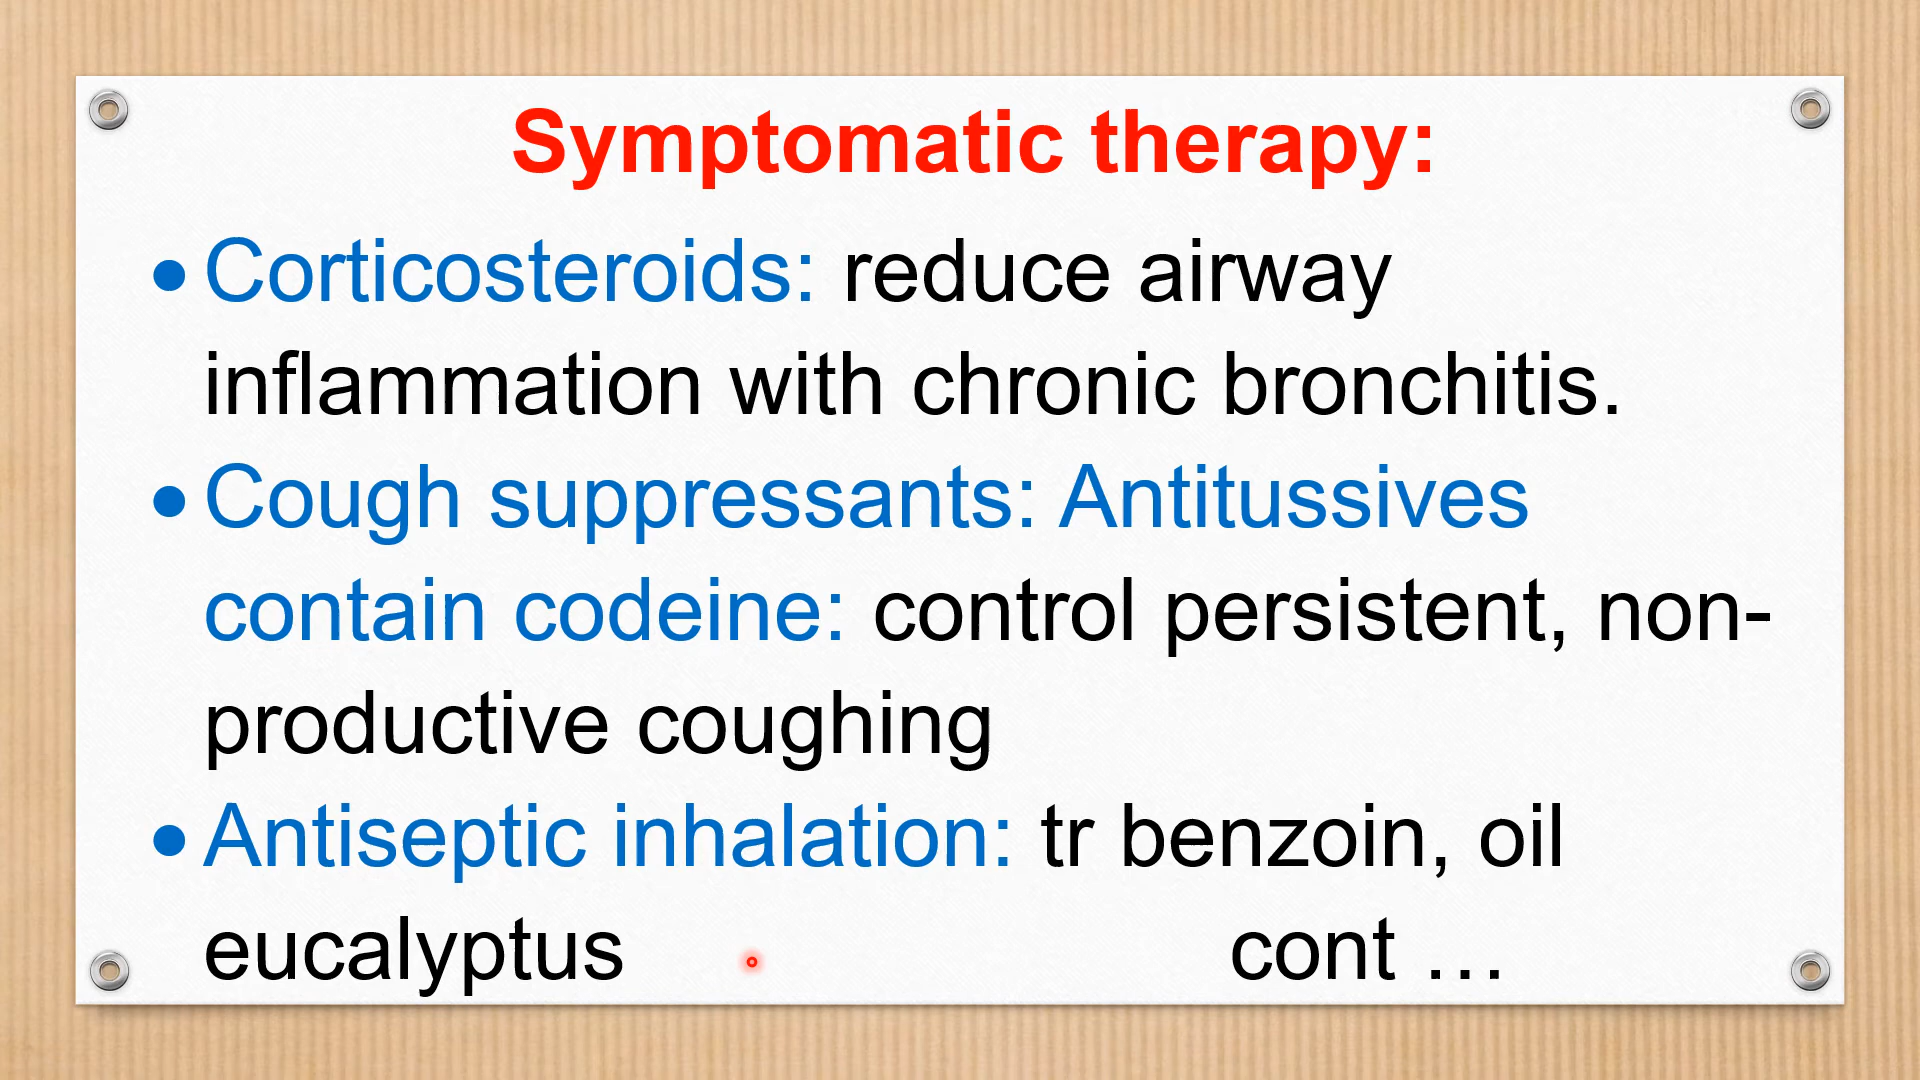 Symptomatic therapy:
• Corticosteroids: reduce airway
inflammation with chronic bronchitis.
• Cough suppressants: Antitussives
contain codeine: control persistent, non-
productive coughing
• Antiseptic inhalation: tr benzoin, oil
eucalyptus cont …